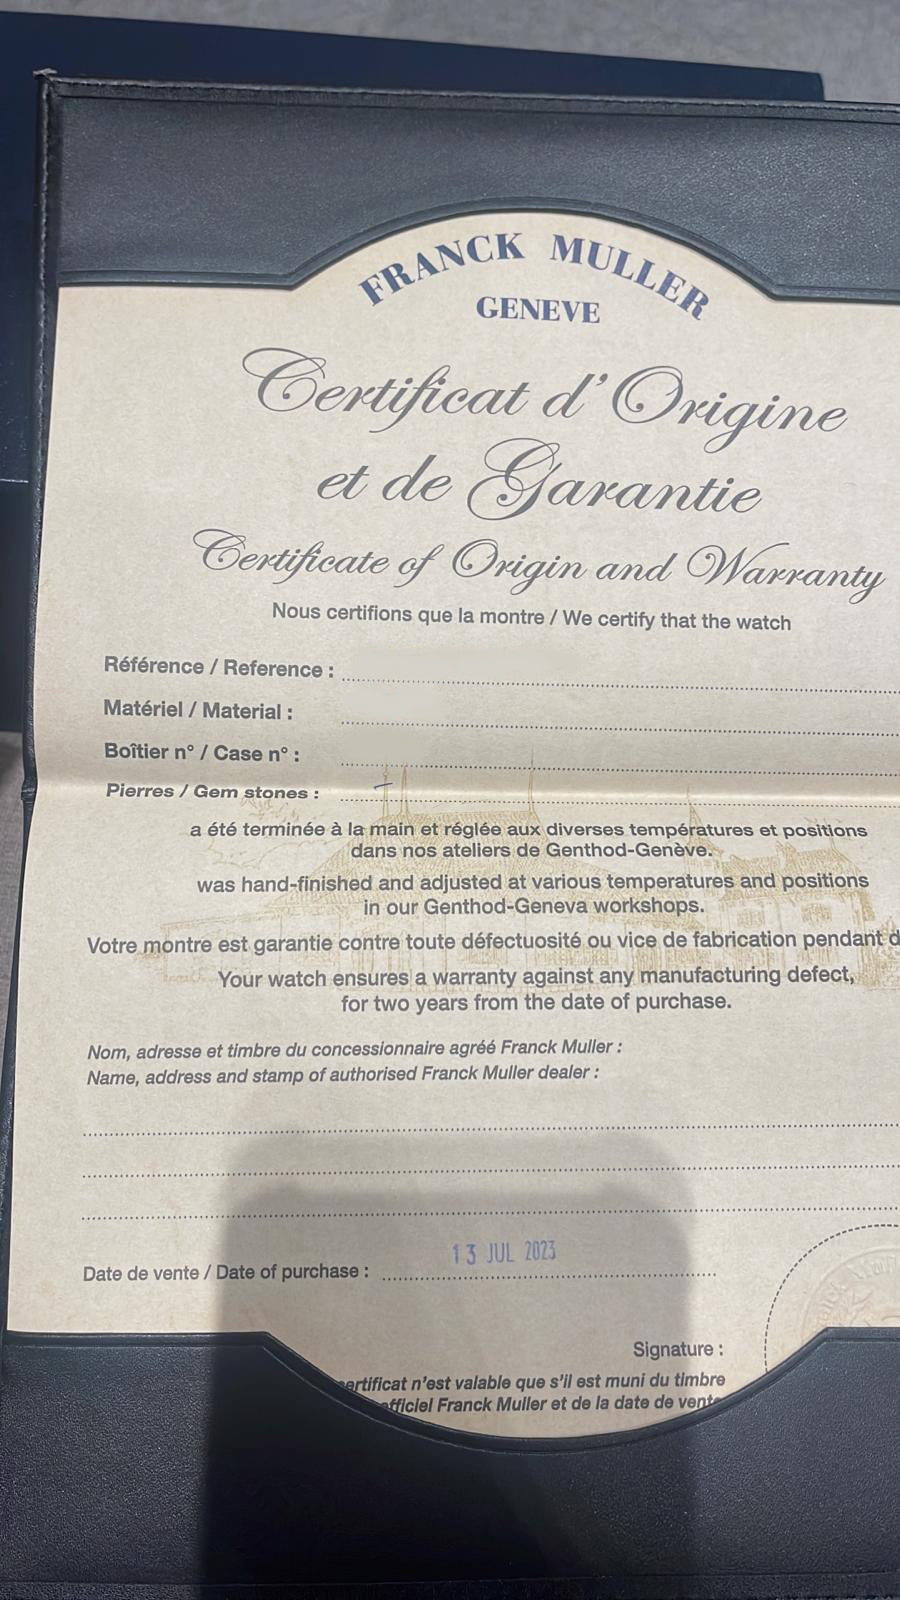 FRANCK MULLER
GENEVE
Certificat d'Origine
et de Garantie
Certificate of Origin and Warranty
Nous certifions que la montre / We certify that the watch
Référence / Reference :
Matériel / Material :
Boîtier n° / Case n° :
Pierres / Gem stones :
a été terminée à la main et réglée aux diverses températures et positions
dans nos ateliers de Genthod-Genève.
was hand-finished and adjusted at various temperatures and positions
in our Genthod-Geneva workshops.
Votre montre est garantie contre toute défectuosité ou vice de fabrication pendant d
Your watch ensures a warranty against any manufacturing defect,
for two years from the date of purchase.
Nom, adresse et timbre du concessionnaire agréé Franck Muller :
Name, address and stamp of authorised Franck Muller dealer :
13 JUL 2023
Date de vente / Date of purchase :
Signature :
ertificat n'est valable que s'il est muni du timbre
officiel Franck Muller et de la date de vente